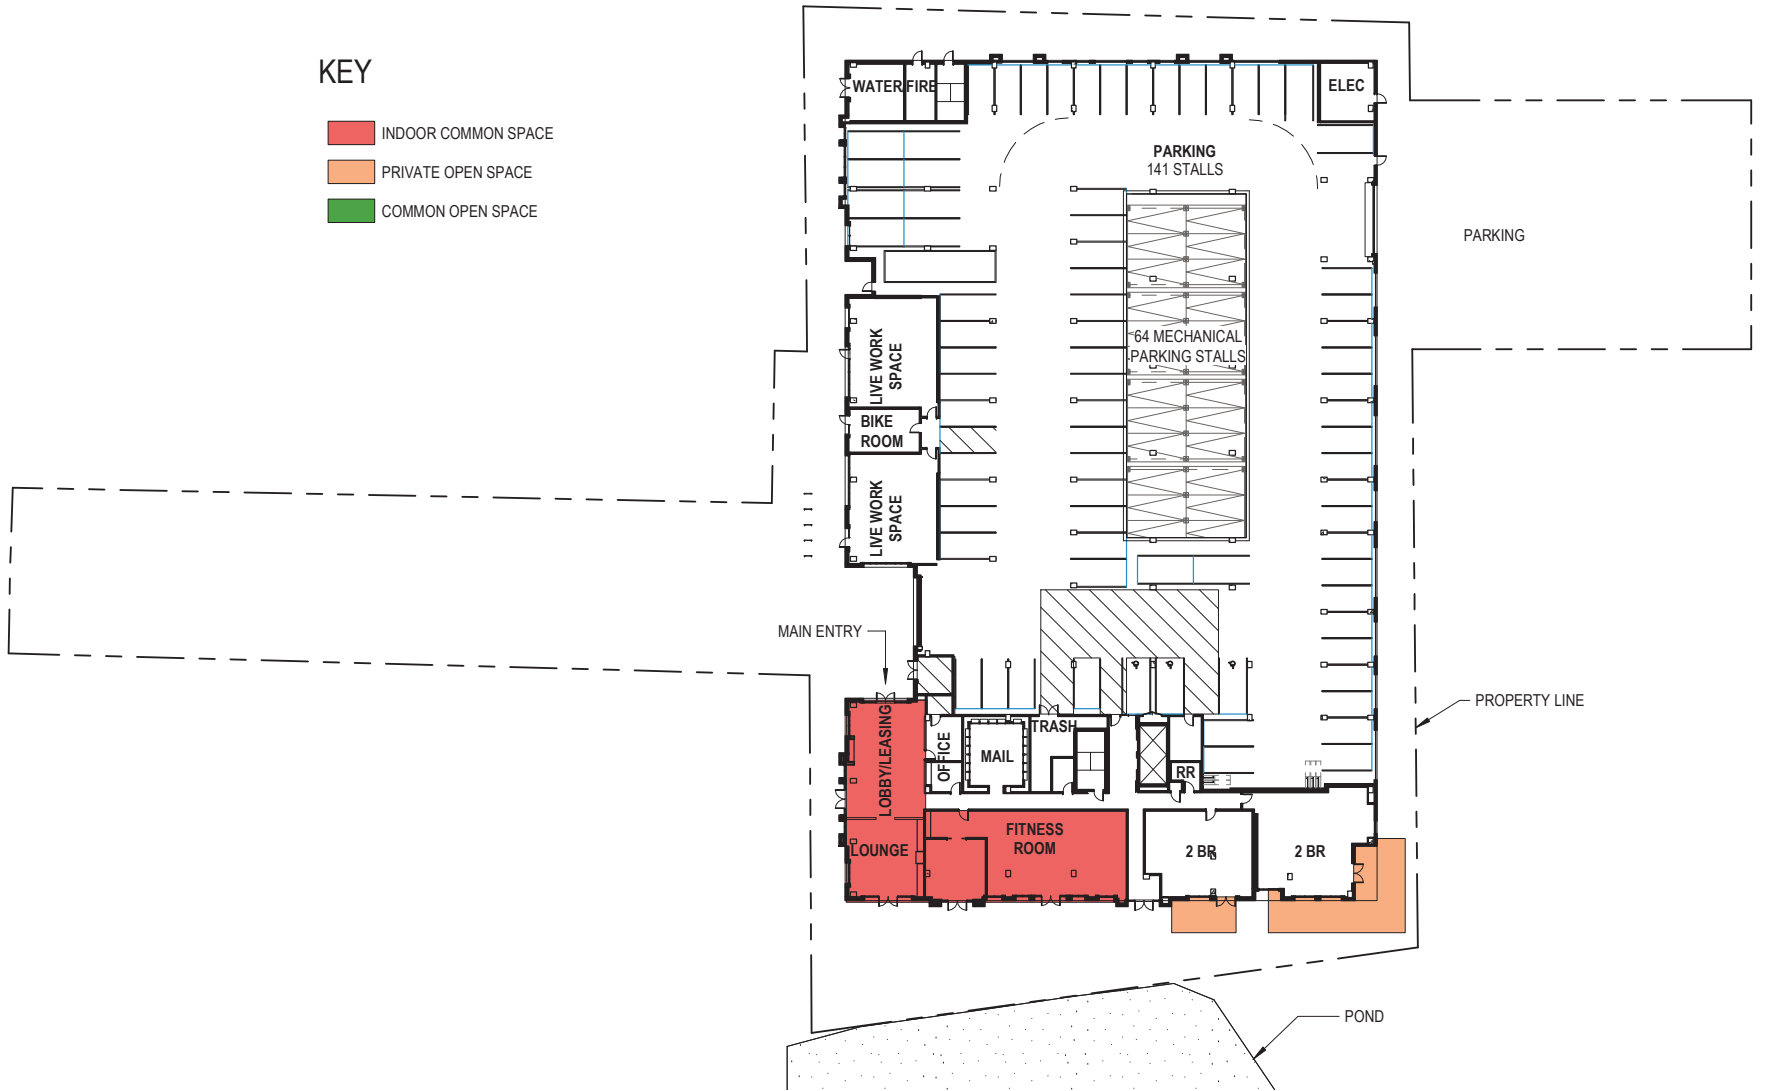 KEY
INDOOR COMMON SPACE
PRIVATE OPEN SPACE
COMMON OPEN SPACE
WATER
FIRE
ELEC
PARKING
141 STALLS
PARKING
64 MECHANICAL
PARKING STALLS
LIVE WORK
SPACE
BIKE
ROOM
LIVE WORK
SPACE
MAIN ENTRY
PROPERTY LINE
LOBBY/LEASING
OFFICE
MAIL
TRASH
RR
LOUNGE
FITNESS
ROOM
2 BR
2 BR
POND